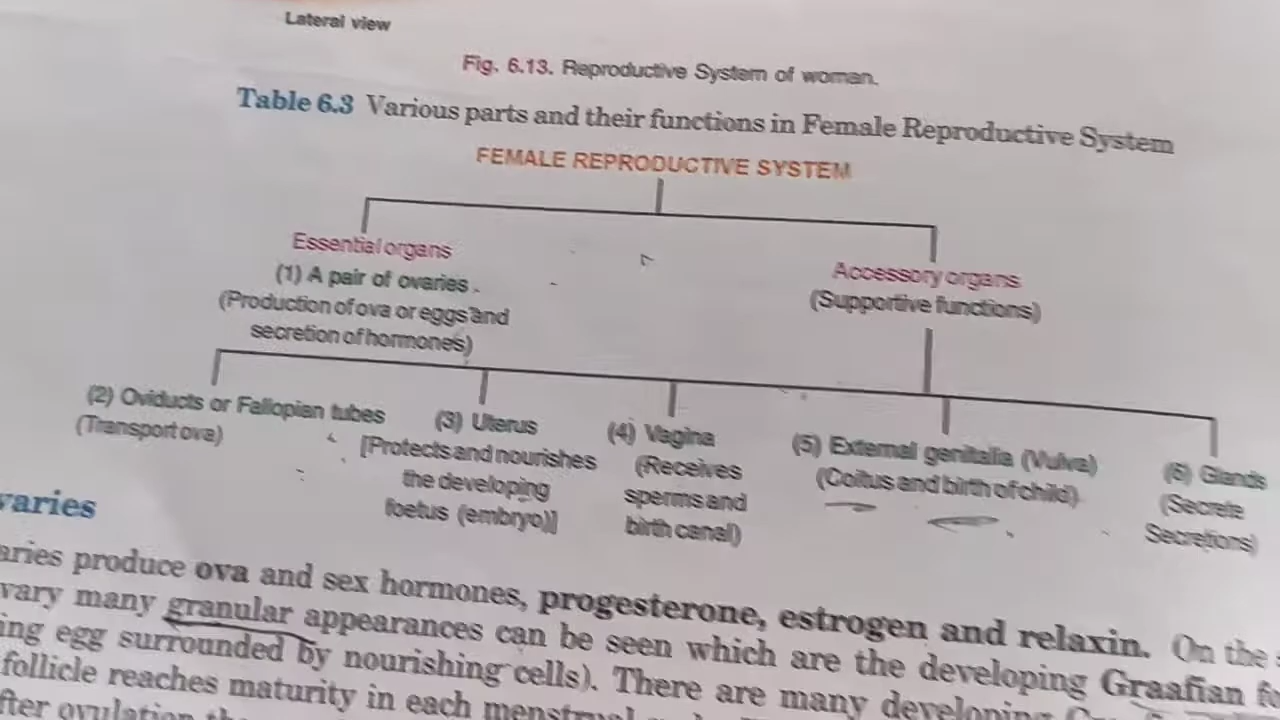 Lateral view
Fig. 6.13. Reproductive System of woman.
Table 6.3 Various parts and their functions in Female Reproductive System
FEMALE REPRODUCTIVE SYSTEM
Essential organs
(1) A pair of ovaries.
(Production of ova or eggs and
secretion of hormones)
Accessory organs
(Supportive functions)
(2) Oviducts or Fallopian tubes
(Transport ova)
(3) Uterus
[Protects and nourishes
the developing
foetus (embryo)]
(4) Vagina
(Receives
sperms and
birth canal)
(5) External genitalia (Vulva)
(Coitus and birth of child)
(6) Glands
(Secrete
Secretions)
varies
aries produce ova and sex hormones, progesterone, estrogen and relaxin. On the
vary many granular appearances can be seen which are the developing Graafian
ing egg surrounded by nourishing cells). There are many developing
follicle reaches maturity in each
fter ovulation